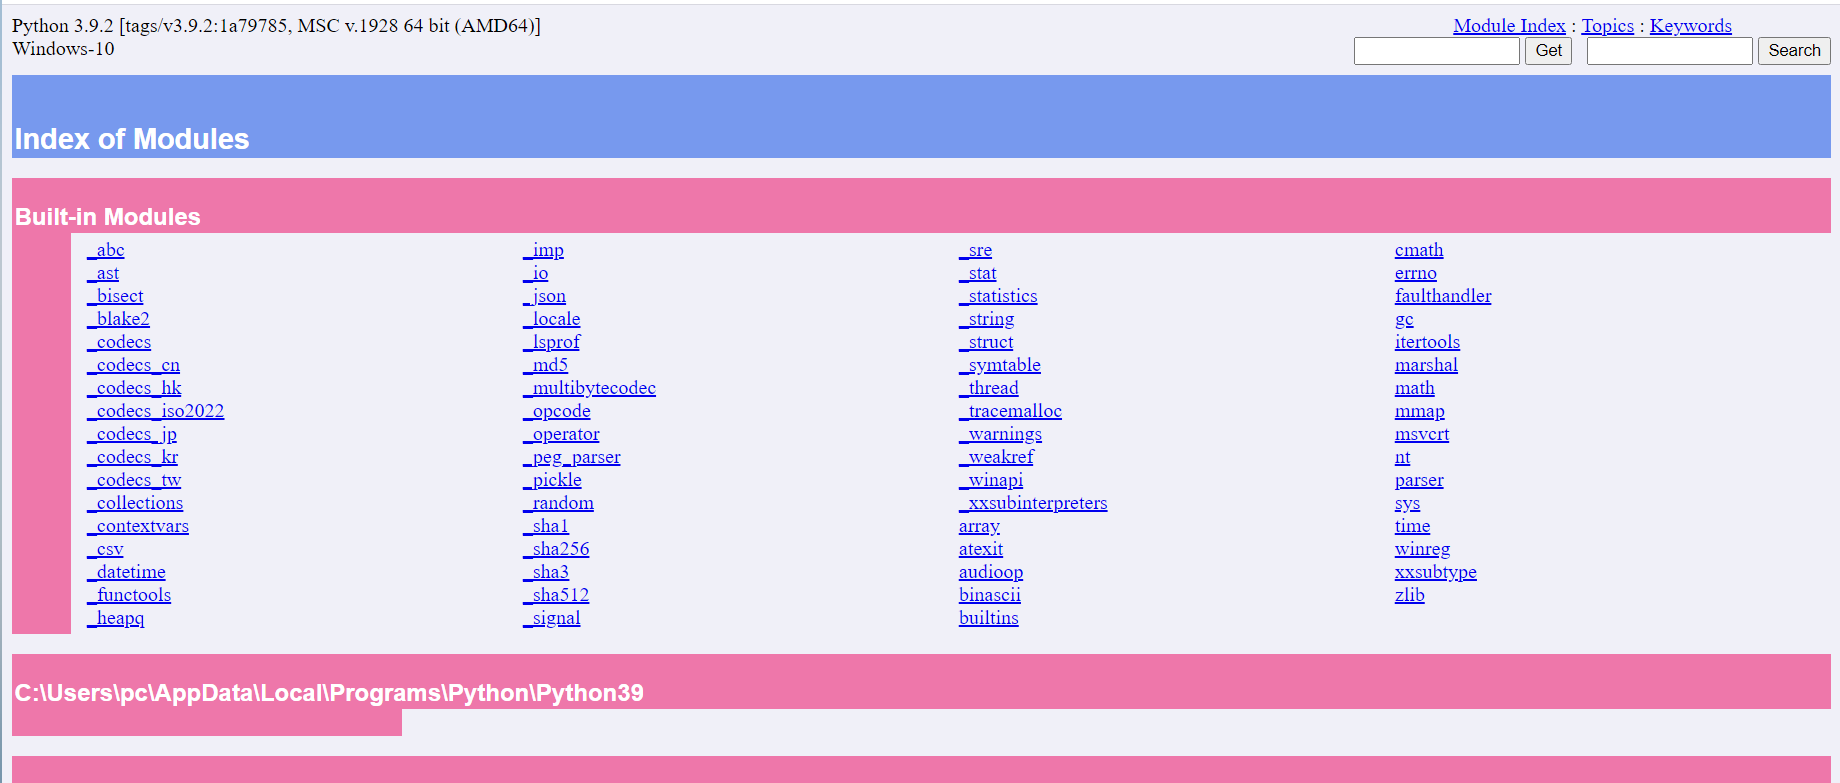 Python 3.9.2 [tags/v3.9.2:1a79785, MSC v.1928 64 bit (AMD64)]
Windows-10
Module Index : Topics : Keywords
Get Search
Index of Modules
Built-in Modules
_abc
_ast
_bisect
_blake2
_codecs
_codecs_cn
_codecs_hk
_codecs_iso2022
_codecs_jp
_codecs_kr
_codecs_tw
_collections
_contextvars
_csv
_datetime
_functools
_heapq
_imp
_io
_json
_locale
_lsprof
_md5
_multibytecodec
_opcode
_operator
_peg_parser
_pickle
_random
_sha1
_sha256
_sha3
_sha512
_signal
_sre
_stat
_statistics
_string
_struct
_symtable
_thread
_tracemalloc
_warnings
_weakref
_winapi
_xxsubinterpreters
array
atexit
audioop
binascii
builtins
cmath
errno
faulthandler
gc
itertools
marshal
math
mmap
msvcrt
nt
parser
sys
time
winreg
xxsubtype
zlib
C:\Users\pc\AppData\Local\Programs\Python\Python39